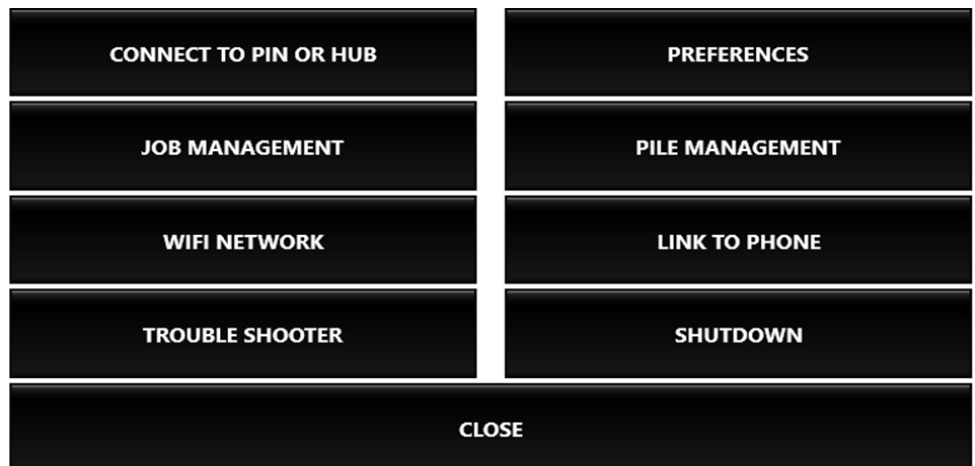 CONNECT TO PIN OR HUB
PREFERENCES
JOB MANAGEMENT
PILE MANAGEMENT
WIFI NETWORK
LINK TO PHONE
TROUBLE SHOOTER
SHUTDOWN
CLOSE